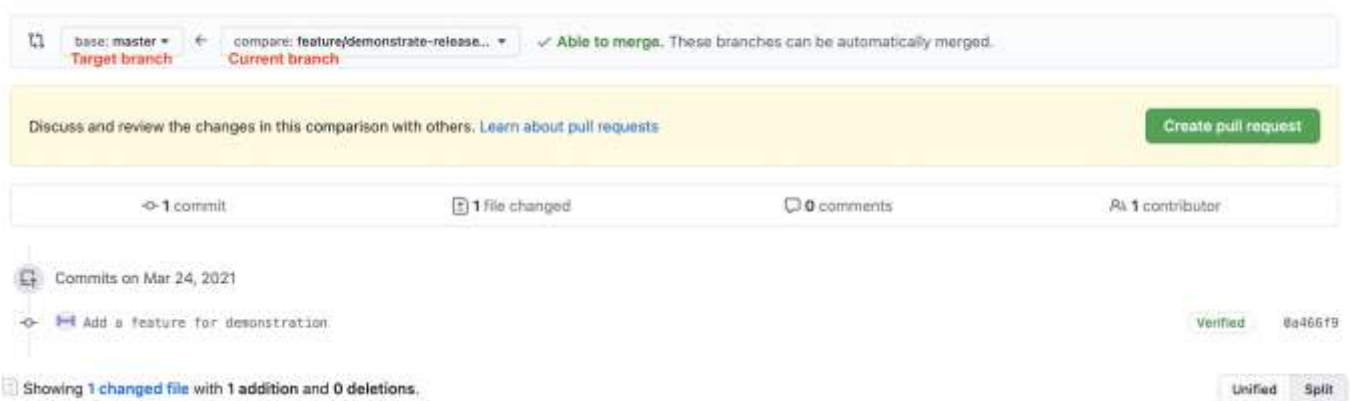 base: master ← compare: feature/demonstrate-release... ✓ Able to merge. These branches can be automatically merged.
Target branch Current branch
Discuss and review the changes in this comparison with others. Learn about pull requests Create pull request
1 commit 1 file changed 0 comments 1 contributor
Commits on Mar 24, 2021
Add a feature for demonstration Verified 0a466f9
Showing 1 changed file with 1 addition and 0 deletions. Unified Split